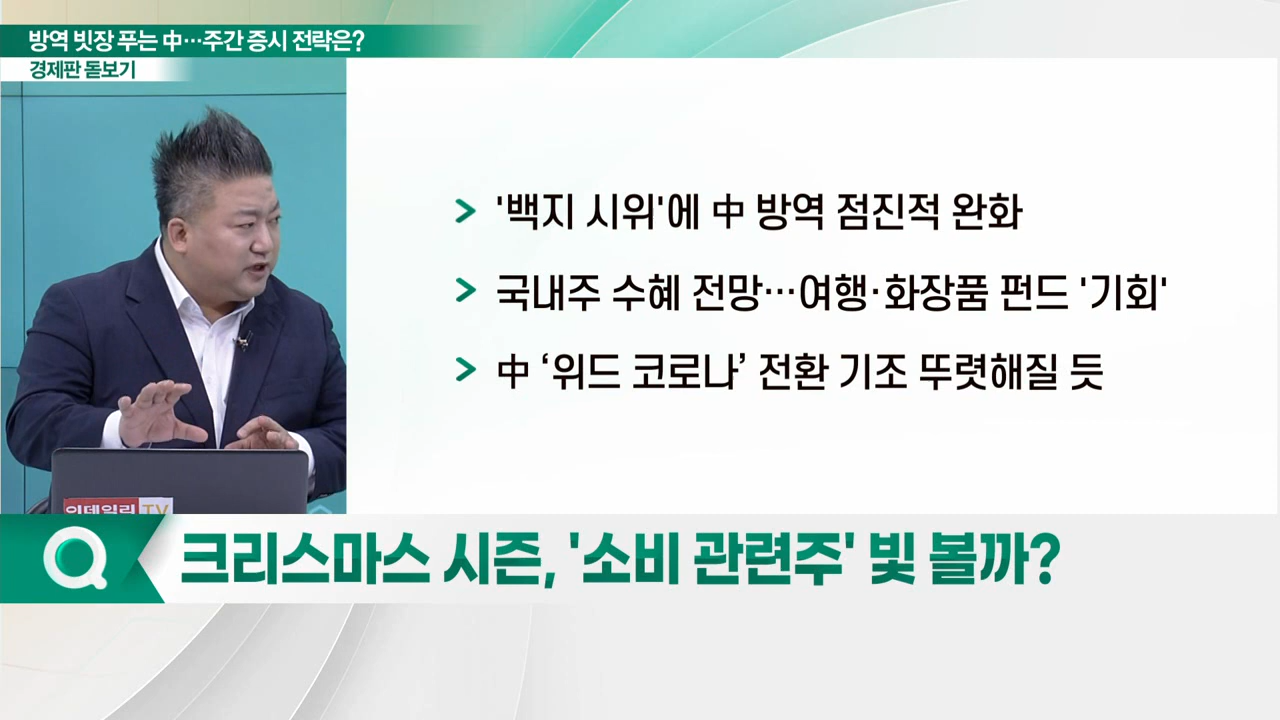 방역 빗장 푸는 中…주간 증시 전략은?
경제판 돋보기
> '백지 시위'에 中 방역 점진적 완화
> 국내주 수혜 전망…여행·화장품 펀드 '기회'
> 中 ‘위드 코로나’ 전환 기조 뚜렷해질 듯
이데일리 TV
Q 크리스마스 시즌, '소비 관련주' 빛 볼까?